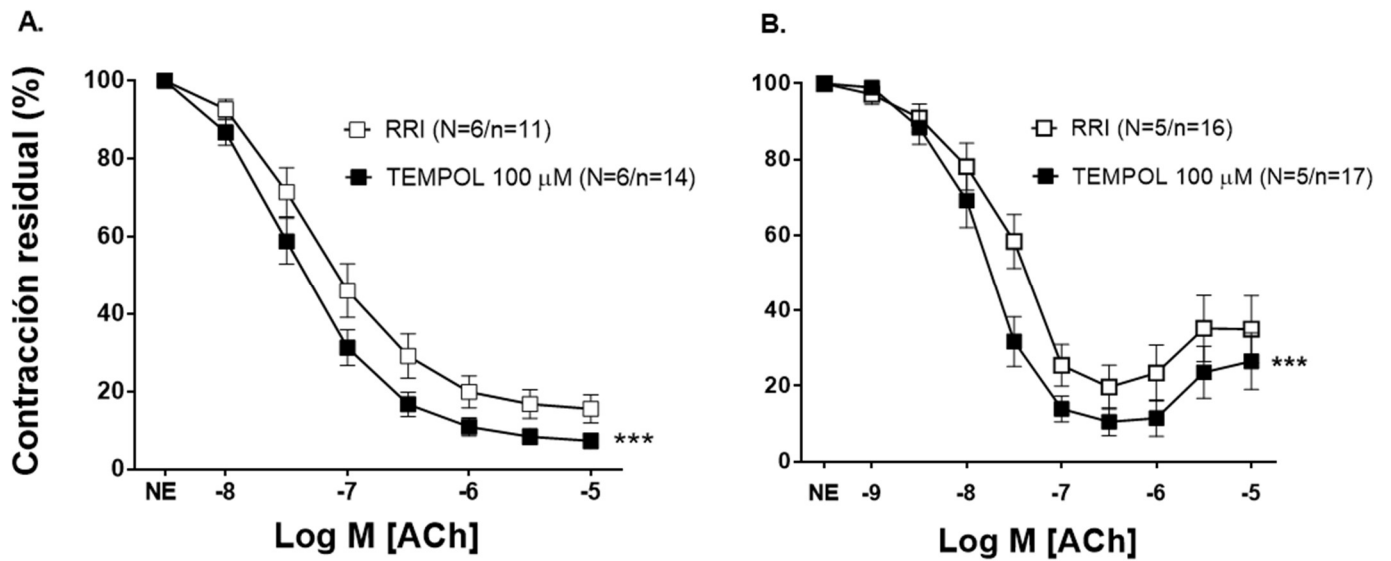 A.
Contracción residual (%)
100
80
60
40
20
0
RRI (N=6/n=11)
TEMPOL 100 μM (N=6/n=14)
***
NE -8 -7 -6 -5
Log M [ACh]
B.
100
80
60
40
20
0
RRI (N=5/n=16)
TEMPOL 100 μM (N=5/n=17)
***
NE -9 -8 -7 -6 -5
Log M [ACh]